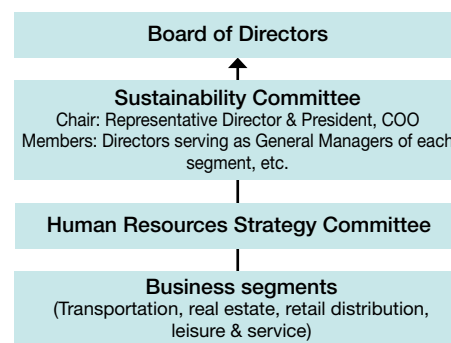 Board of Directors
Sustainability Committee
Chair: Representative Director & President, COO
Members: Directors serving as General Managers of each
segment, etc.
Human Resources Strategy Committee
Business segments
(Transportation, real estate, retail distribution,
leisure & service)